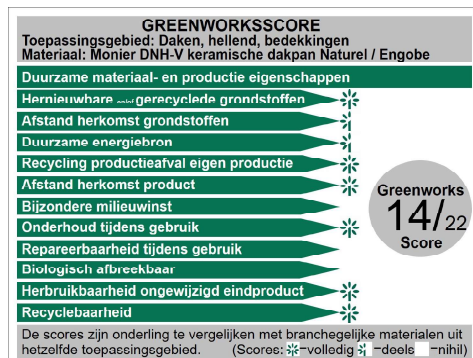 GREENWORKSSCORE
Toepassingsgebied: Daken, hellend, bedekkingen
Materiaal: Monier DNH-V keramische dakpan Naturel / Engobe
Duurzame materiaal- en productie eigenschappen
Hernieuwbare en/of gerecyclede grondstoffen
Afstand herkomst grondstoffen
Duurzame energiebron
Recycling productieafval eigen productie
Afstand herkomst product
Bijzondere milieuwinst
Onderhoud tijdens gebruik
Repareerbaarheid tijdens gebruik
Biologisch afbreekbaar
Herbruikbaarheid ongewijzigd eindproduct
Recyclebaarheid
Greenworks
14/22
Score
De scores zijn onderling te vergelijken met branchegelijke materialen uit
hetzelfde toepassingsgebied. (Scores: =volledig =deels =nihil)